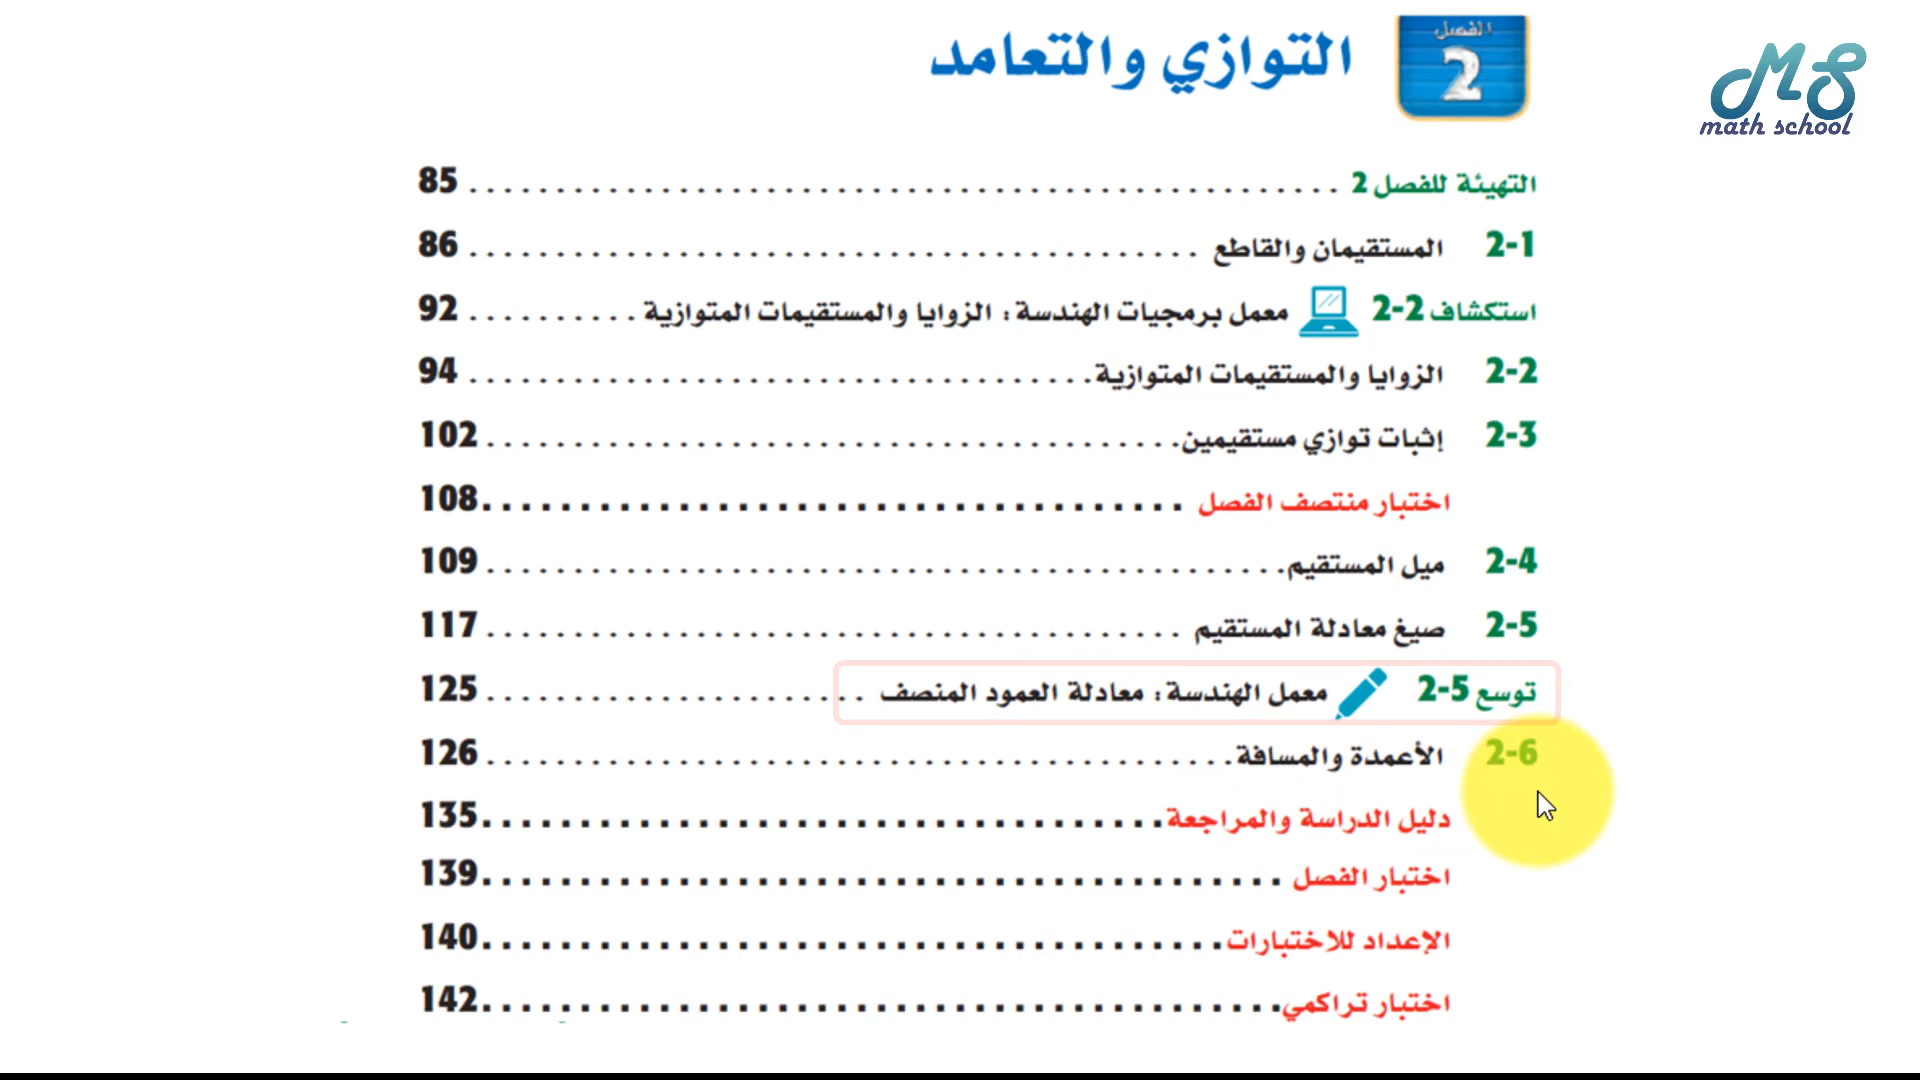 الفصل
2
التوازي والتعامد
MS
math school
التهيئة للفصل 2 85
2-1 المستقيمان والقاطع 86
استكشاف 2-2 معمل برمجيات الهندسة : الزوايا والمستقيمات المتوازية 92
2-2 الزوايا والمستقيمات المتوازية 94
2-3 إثبات توازي مستقيمين 102
اختبار منتصف الفصل 108
2-4 ميل المستقيم 109
2-5 صيغ معادلة المستقيم 117
توسع 5-2 معمل الهندسة : معادلة العمود المنصف 125
2-6 الأعمدة والمسافة 126
دليل الدراسة والمراجعة 135
اختبار الفصل 139
الإعداد للاختبارات 140
اختبار تراكمي 142